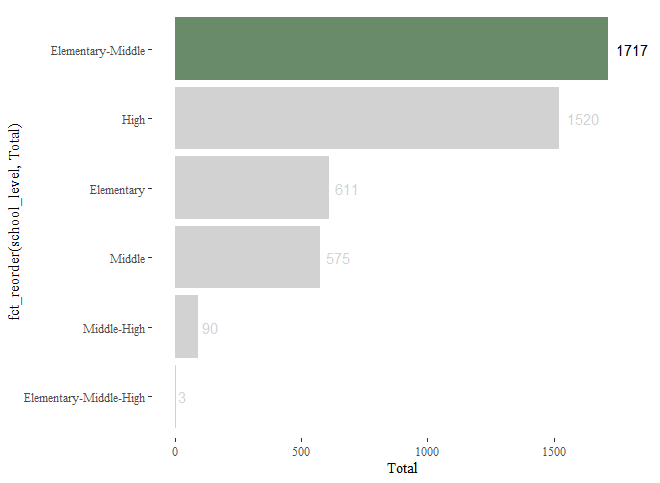 Elementary-Middle
1717
High
1520
Elementary
611
Middle
575
Middle-High
90
Elementary-Middle-High
3
fct_reorder(school_level, Total)
0
500
1000
1500
Total